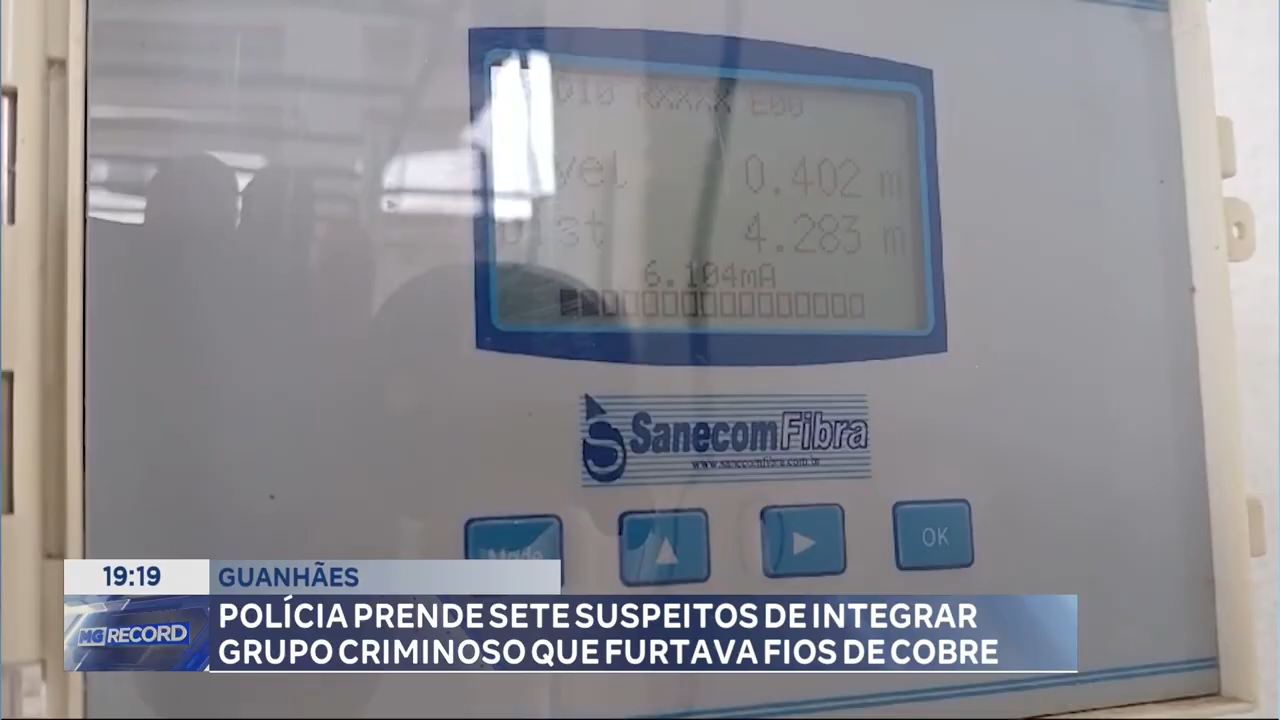 0.402 m
4.283 m
6.104mA
SanecomFibra
www.sanecomfibra.com.br
Mode
OK
19:19
GUANHÃES
MG RECORD
POLÍCIA PRENDE SETE SUSPEITOS DE INTEGRAR
GRUPO CRIMINOSO QUE FURTAVA FIOS DE COBRE